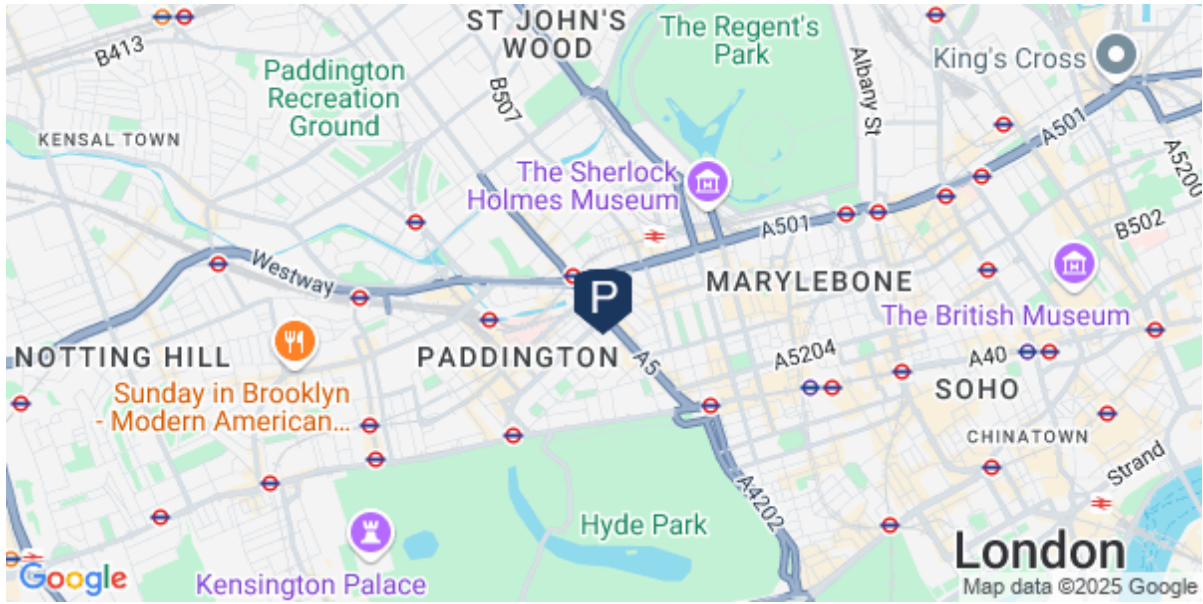 ST JOHN'S
WOOD
The Regent's
Park
King's Cross
B413
Paddington
Recreation
Ground
B507
Albany St
A501
A5200
KENSAL TOWN
The Sherlock
Holmes Museum
A501
B502
Westway
P
MARYLEBONE
The British Museum
NOTTING HILL
PADDINGTON
A5
A5204
A40
SOHO
Sunday in Brooklyn
- Modern American...
CHINATOWN
Strand
A4202
Hyde Park
London
Google
Kensington Palace
Map data ©2025 Google